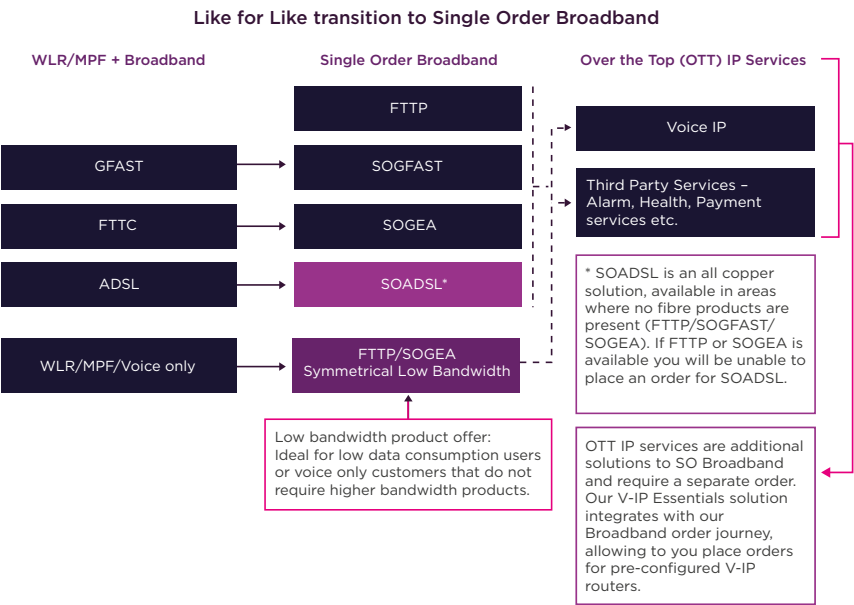 Like for Like transition to Single Order Broadband
WLR/MPF + Broadband
Single Order Broadband
Over the Top (OTT) IP Services
FTTP
Voice IP
GFAST
SOGFAST
Third Party Services –
Alarm, Health, Payment
services etc.
FTTC
SOGEA
ADSL
SOADSL*
* SOADSL is an all copper
solution, available in areas
where no fibre products are
present (FTTP/SOGFAST/
SOGEA). If FTTP or SOGEA is
available you will be unable to
place an order for SOADSL.
WLR/MPF/Voice only
FTTP/SOGEA
Symmetrical Low Bandwidth
Low bandwidth product offer:
Ideal for low data consumption users
or voice only customers that do not
require higher bandwidth products.
OTT IP services are additional
solutions to SO Broadband
and require a separate order.
Our V-IP Essentials solution
integrates with our
Broadband order journey,
allowing to you place orders
for pre-configured V-IP
routers.